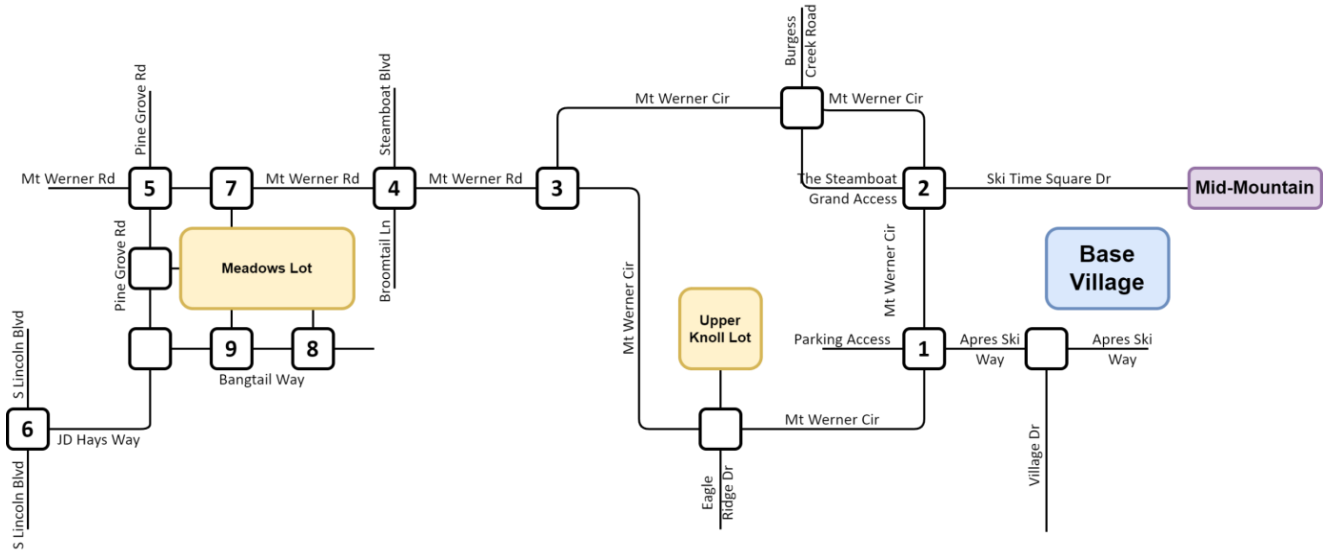 Burgess
Creek Road
Pine Grove Rd
Steamboat Blvd
Mt Werner Cir
Mt Werner Cir
Mt Werner Rd
5
7
Mt Werner Rd
4
Mt Werner Rd
3
The Steamboat
Grand Access
2
Ski Time Square Dr
Mid-Mountain
Pine Grove Rd
Meadows Lot
Broomtail Ln
Mt Werner Cir
Mt Werner Cir
Base
Village
Upper
Knoll Lot
S Lincoln Blvd
9
8
Bangtail Way
Parking Access
1
Apres Ski
Way
Apres Ski
Way
6
JD Hays Way
Mt Werner Cir
S Lincoln Blvd
Eagle
Ridge Dr
Village Dr